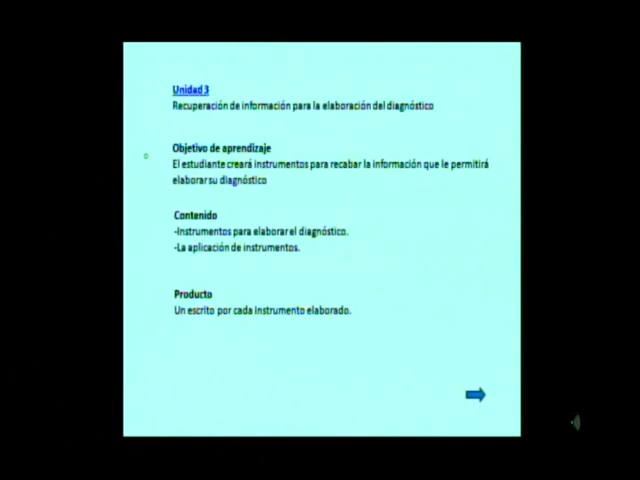 Unidad 3
Recuperación de información para la elaboración del diagnóstico
Objetivo de aprendizaje
El estudiante creará instrumentos para recabar la información que le permitirá
elaborar su diagnóstico
Contenido
-Instrumentos para elaborar el diagnóstico.
-La aplicación de instrumentos.
Producto
Un escrito por cada instrumento elaborado.